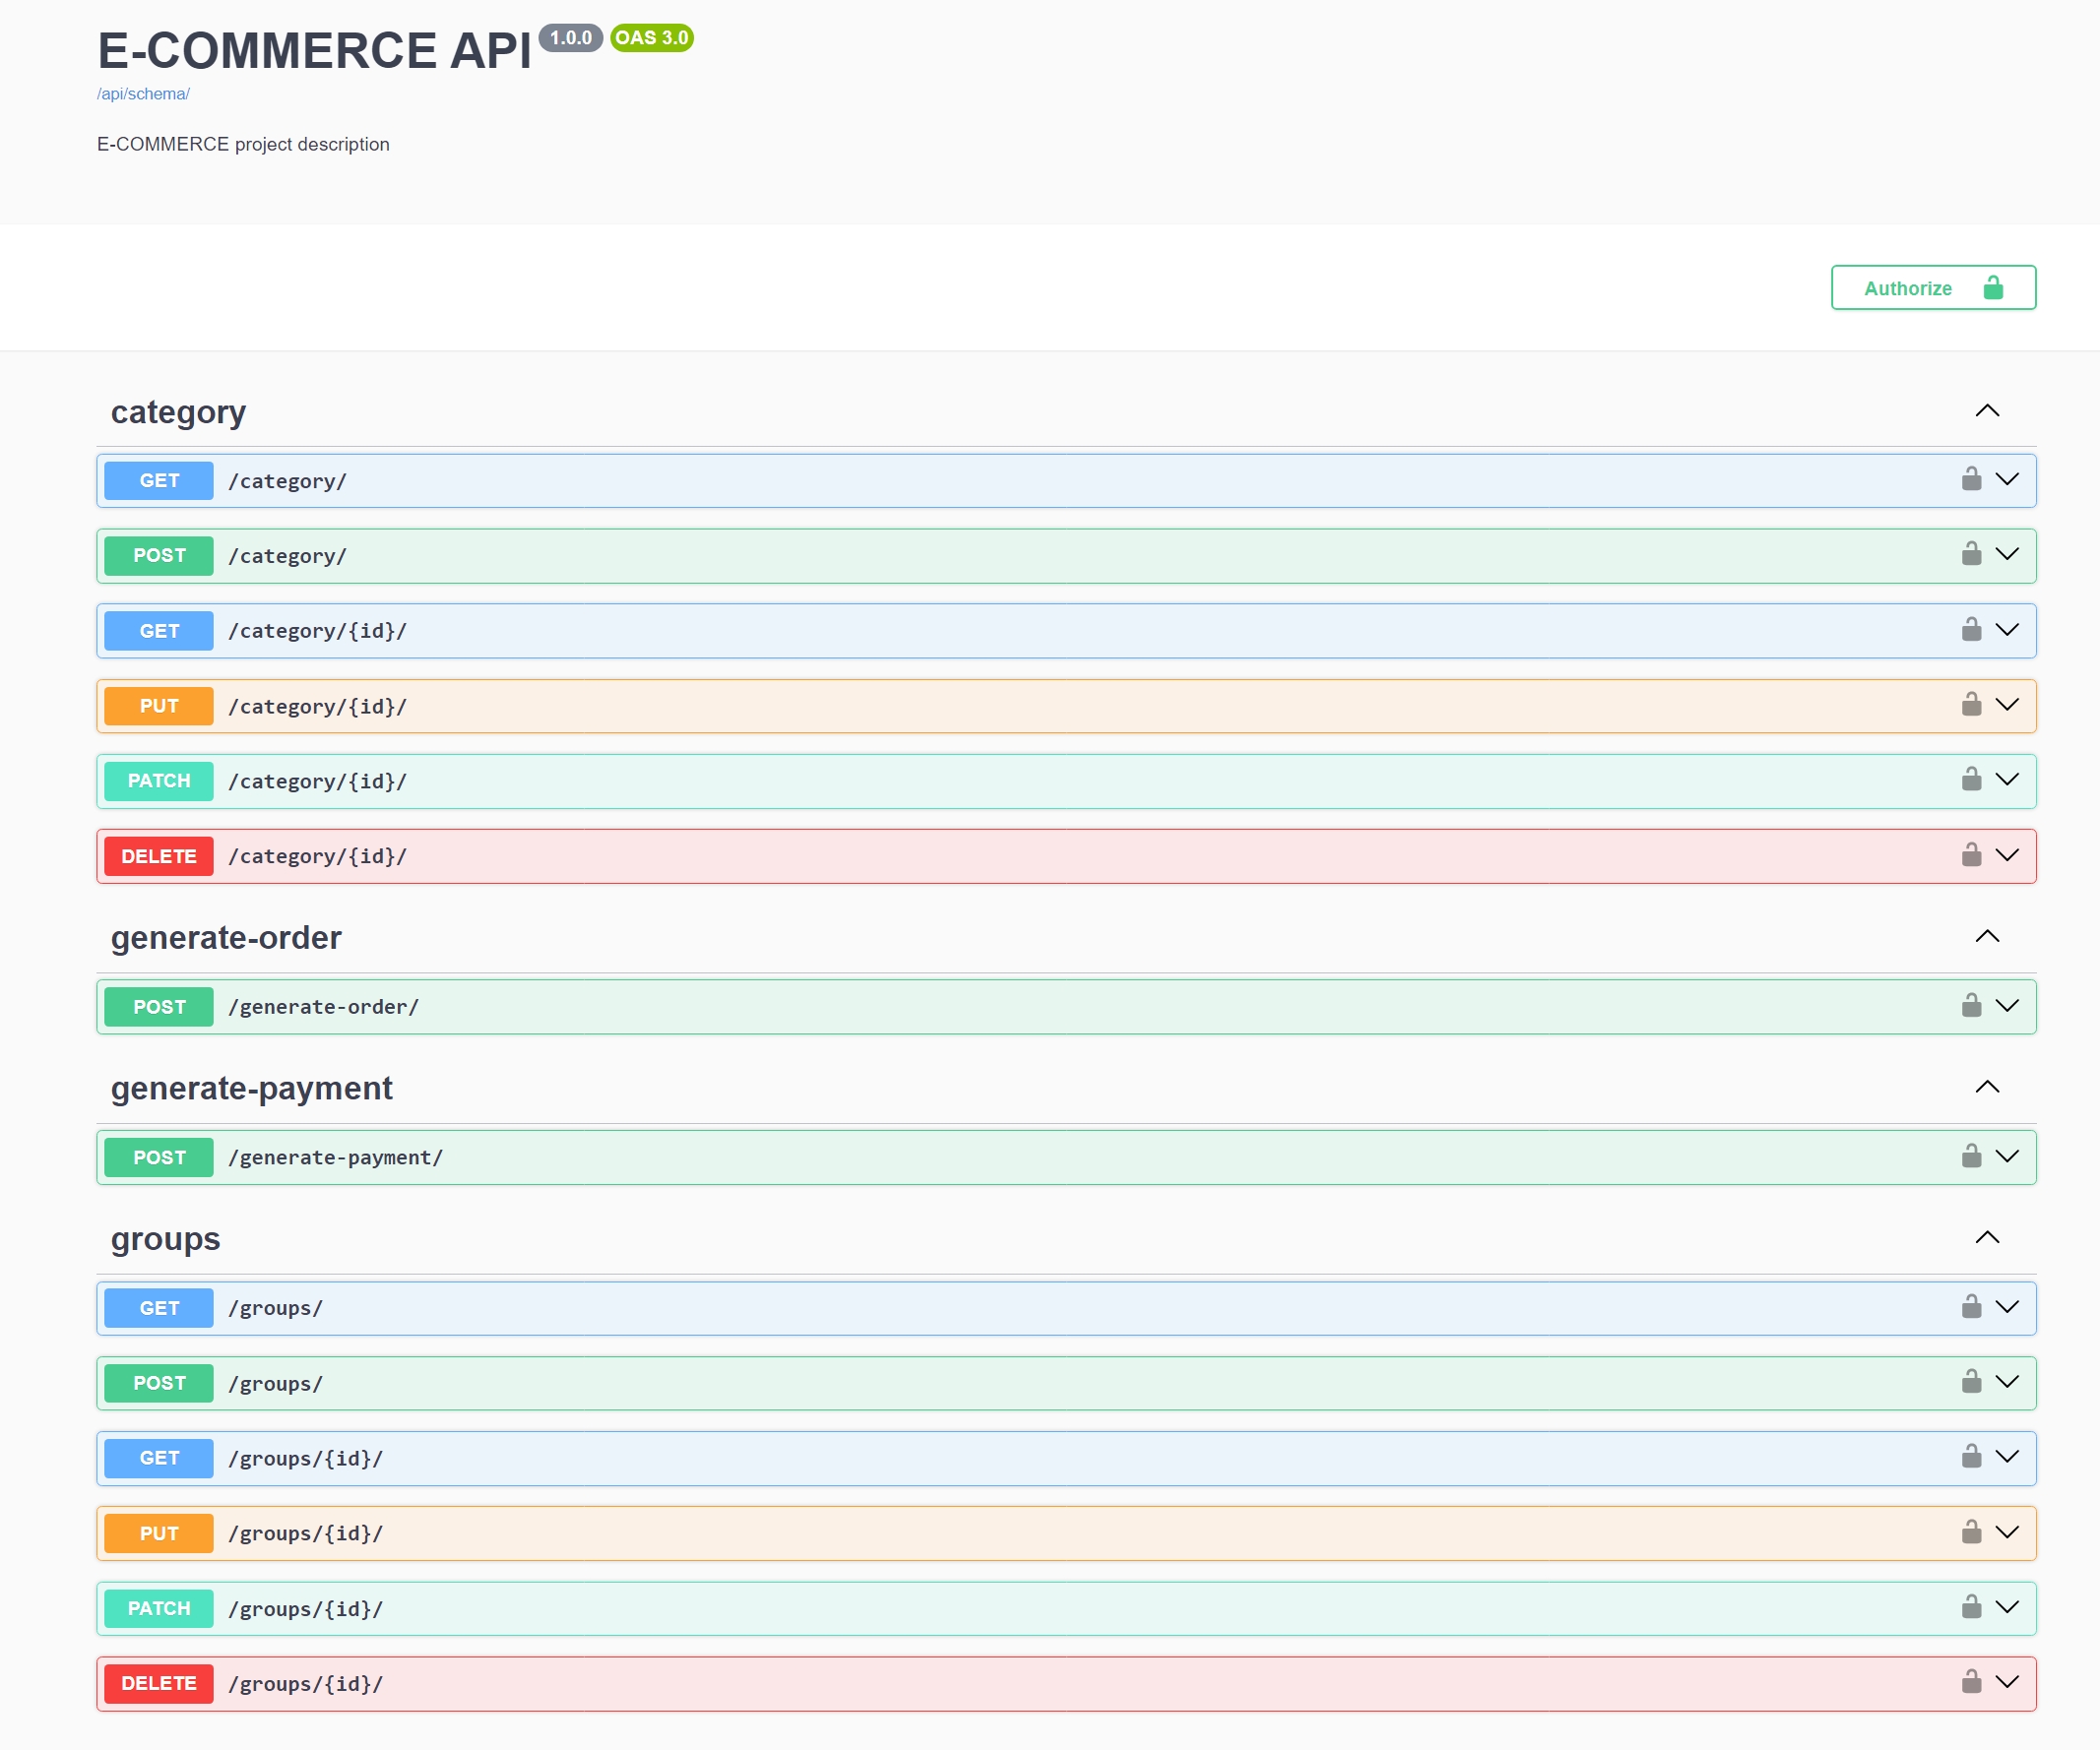 E-COMMERCE API 1.0.0 OAS 3.0
/api/schema/
E-COMMERCE project description
Authorize
category
GET /category/
POST /category/
GET /category/{id}/
PUT /category/{id}/
PATCH /category/{id}/
DELETE /category/{id}/
generate-order
POST /generate-order/
generate-payment
POST /generate-payment/
groups
GET /groups/
POST /groups/
GET /groups/{id}/
PUT /groups/{id}/
PATCH /groups/{id}/
DELETE /groups/{id}/